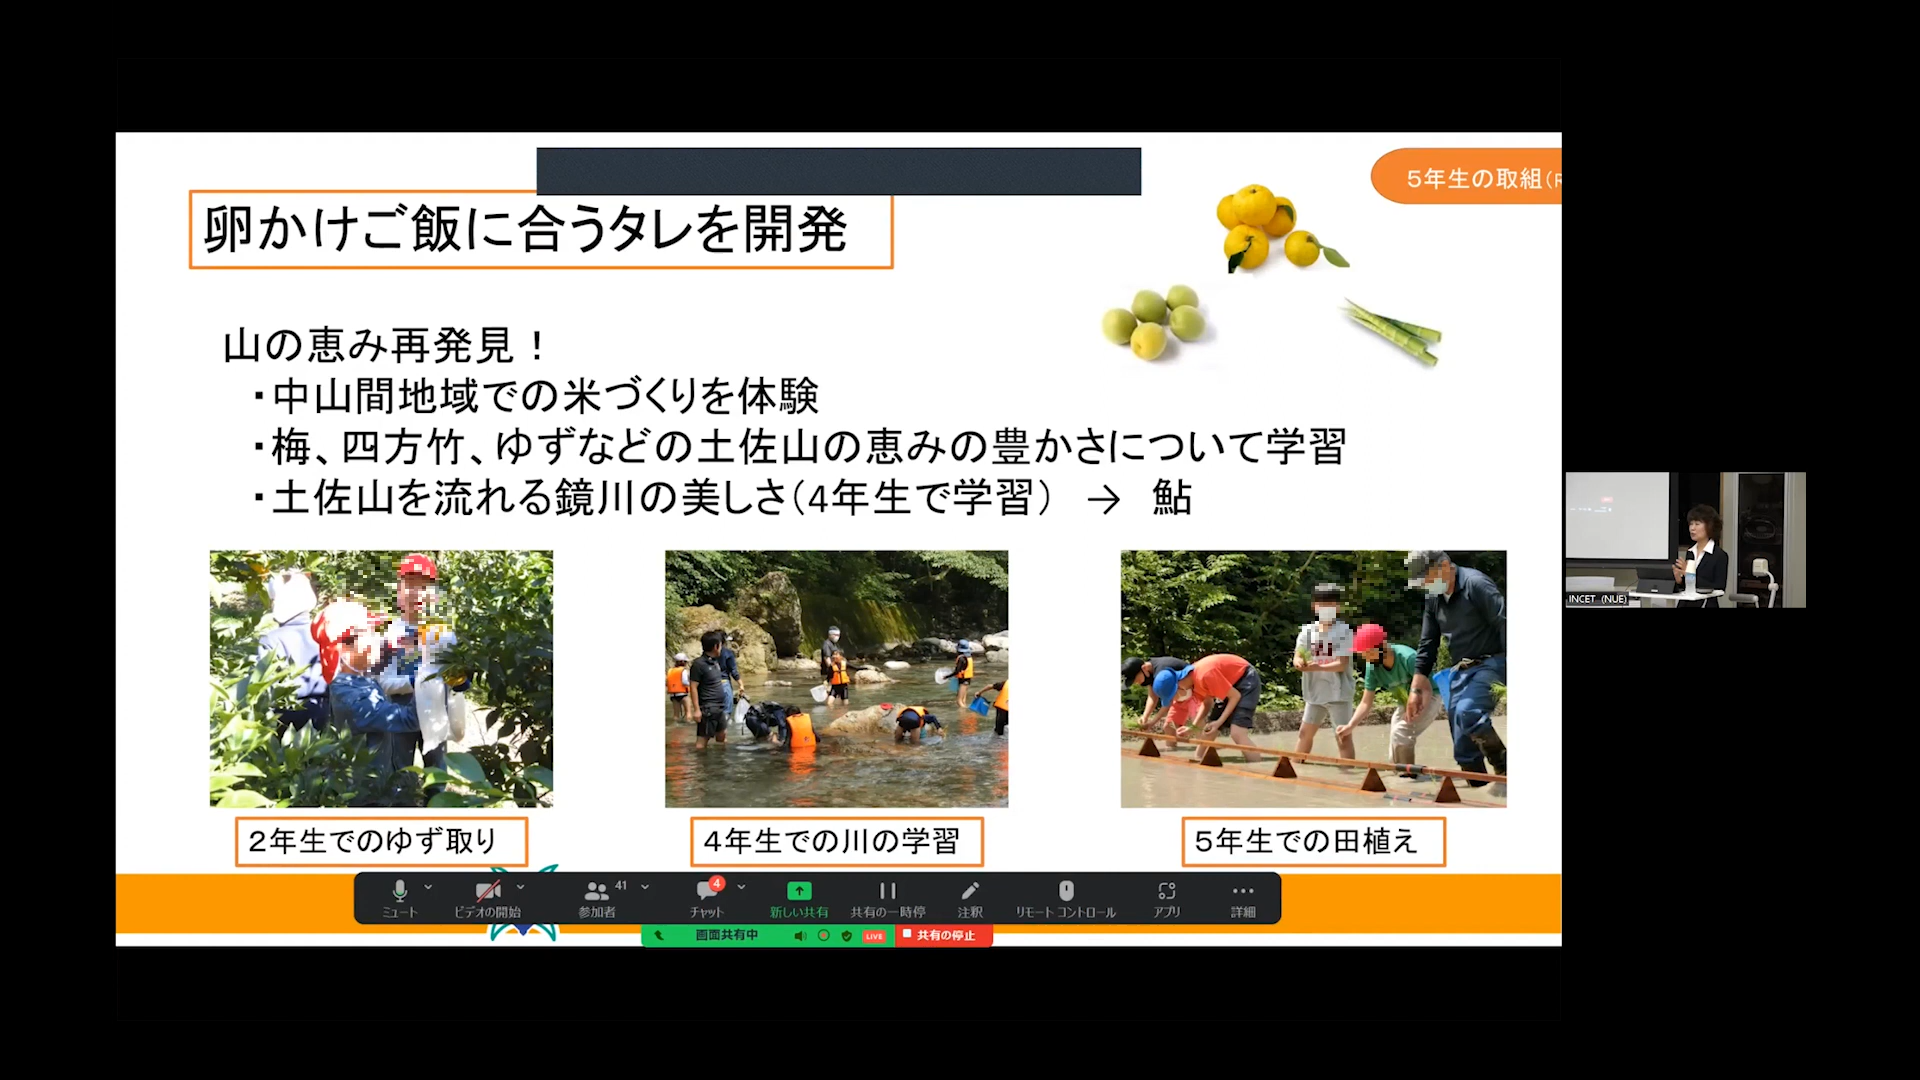 5年生の取組(R
卵かけご飯に合うタレを開発
山の恵み再発見！
・中山間地域での米づくりを体験
・梅、四方竹、ゆずなどの土佐山の恵みの豊かさについて学習
・土佐山を流れる鏡川の美しさ(4年生で学習) → 鮎
INCET (NUE)
2年生でのゆず取り
4年生での川の学習
5年生での田植え
41
4
ミュート
ビデオの開始
参加者
チャット
新しい共有
共有の一時停
注釈
リモート コントロール
アプリ
詳細
画面共有中
LIVE
共有の停止